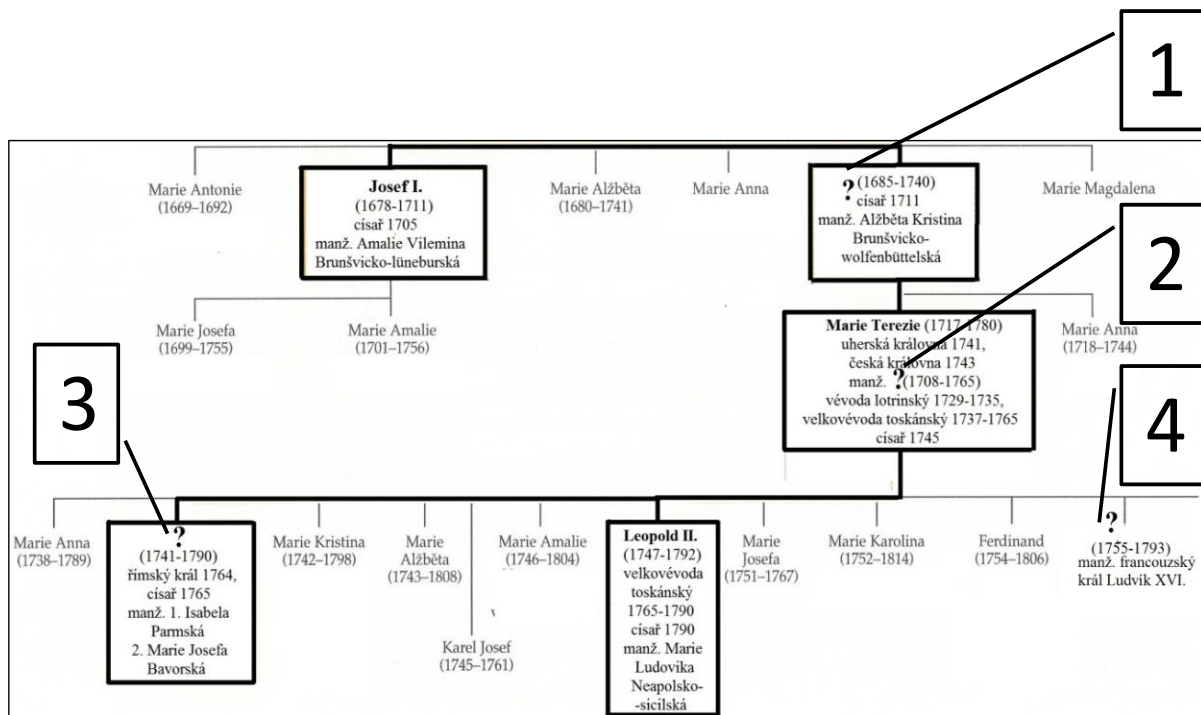 1
Marie Antonie
(1669–1692)
Josef I.
(1678-1711)
císař 1705
manž. Amalie Vilemina
Brunšvicko-lüneburská
Marie Alžběta
(1680–1741)
Marie Anna
? (1685-1740)
císař 1711
manž. Alžběta Kristina
Brunšvicko-
wolfenbüttelská
Marie Magdalena
2
Marie Josefa
(1699–1755)
Marie Amalie
(1701–1756)
Marie Terezie (1717-1780)
uherská královna 1741,
česká královna 1743
manž. ? (1708-1765)
vévoda lotrinský 1729-1735,
velkovévoda toskánský 1737-1765
císař 1745
Marie Anna
(1718–1744)
3
4
Marie Anna
(1738–1789)
?
(1741-1790)
římský král 1764,
císař 1765
manž. 1. Isabela
Parmská
2. Marie Josefa
Bavorská
Marie Kristina
(1742–1798)
Marie
Alžběta
(1743–1808)
Karel Josef
(1745–1761)
Marie Amalie
(1746–1804)
Leopold II.
(1747-1792)
velkovévoda
toskánský
1765-1790
císař 1790
manž. Marie
Ludovika
Neapolsko-
-sicilská
Marie
Josefa
(1751–1767)
Marie Karolina
(1752–1814)
Ferdinand
(1754–1806)
?
(1755-1793)
manž. francouzský
král Ludvík XVI.